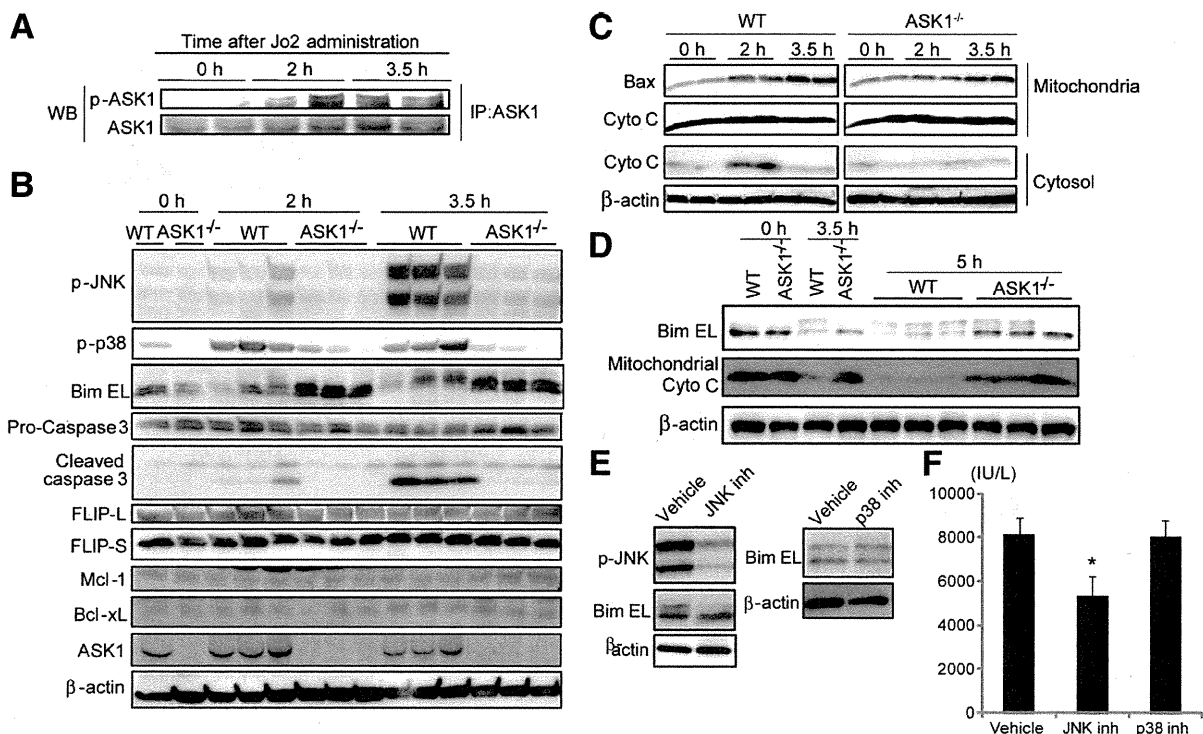 A
Time after Jo2 administration
0 h 2 h 3.5 h
WB
p-ASK1
ASK1
IP:ASK1
B
0 h 2 h 3.5 h
WT ASK1-/- WT ASK1-/- WT ASK1-/-
p-JNK
p-p38
Bim EL
Pro-Caspase3
Cleaved
caspase 3
FLIP-L
FLIP-S
Mcl-1
Bcl-xL
ASK1
β-actin
C
WT ASK1-/-
0 h 2 h 3.5 h 0 h 2 h 3.5 h
Bax
Cyto C
Mitochondria
Cyto C
β-actin
Cytosol
D
0 h 3.5 h
5 h
WT ASK1-/- WT ASK1-/- WT ASK1-/-
Bim EL
Mitochondrial
Cyto C
β-actin
E
Vehicle JNK inh
p-JNK
Bim EL
β-actin
Vehicle p38 inh
Bim EL
β-actin
F
(IU/L)
10000
8000
6000
4000
2000
0
*
Vehicle JNK inh p38 inh